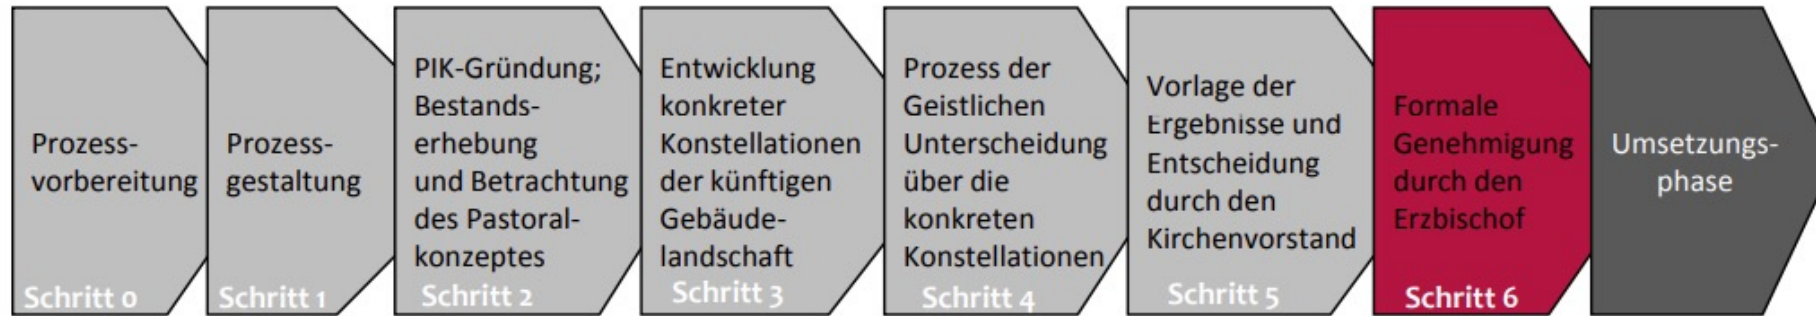 Prozess-
vorbereitung
Schritt 0
Prozess-
gestaltung
Schritt 1
PIK-Gründung;
Bestands-
erhebung
und Betrachtung
des Pastoral-
konzeptes
Schritt 2
Entwicklung
konkreter
Konstellationen
der künftigen
Gebäude-
landschaft
Schritt 3
Prozess der
Geistlichen
Unterscheidung
über die
konkreten
Konstellationen
Schritt 4
Vorlage der
Ergebnisse und
Entscheidung
durch den
Kirchenvorstand
Schritt 5
Formale
Genehmigung
durch den
Erzbischof
Schritt 6
Umsetzungs-
phase